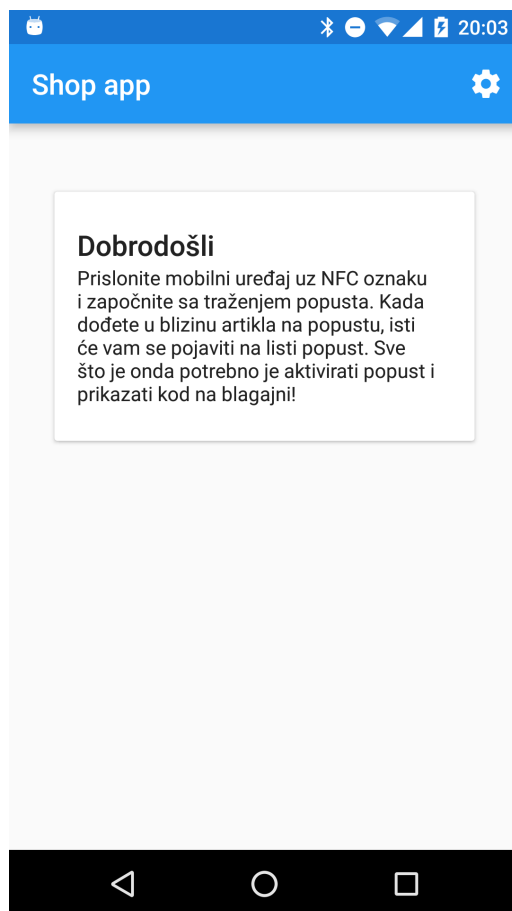 20:03
Shop app
Dobrodošli
Prislonite mobilni uređaj uz NFC oznaku
i započnite sa traženjem popusta. Kada
dođete u blizinu artikla na popustu, isti
će vam se pojaviti na listi popust. Sve
što je onda potrebno je aktivirati popust i
prikazati kod na blagajni!